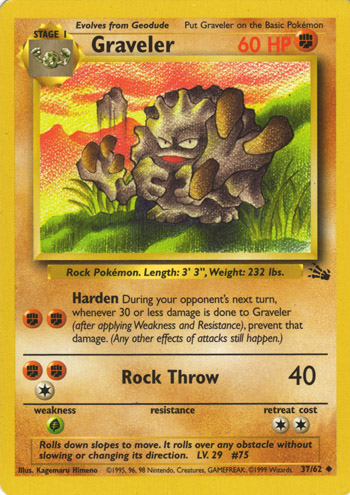 Evolves from Geodude Put Graveler on the Basic Pokémon
STAGE 1
Graveler 60 HP
Rock Pokémon. Length: 3' 3", Weight: 232 lbs.
Harden During your opponent's next turn,
whenever 30 or less damage is done to Graveler
(after applying Weakness and Resistance), prevent that
damage. (Any other effects of attacks still happen.)
Rock Throw 40
weakness resistance retreat cost
Rolls down slopes to move. It rolls over any obstacle without
slowing or changing its direction. LV. 29 #75
Illus. Kagemaru Himeno ©1995, 96, 98 Nintendo, Creatures, GAMEFREAK. ©1999 Wizards. 37/62